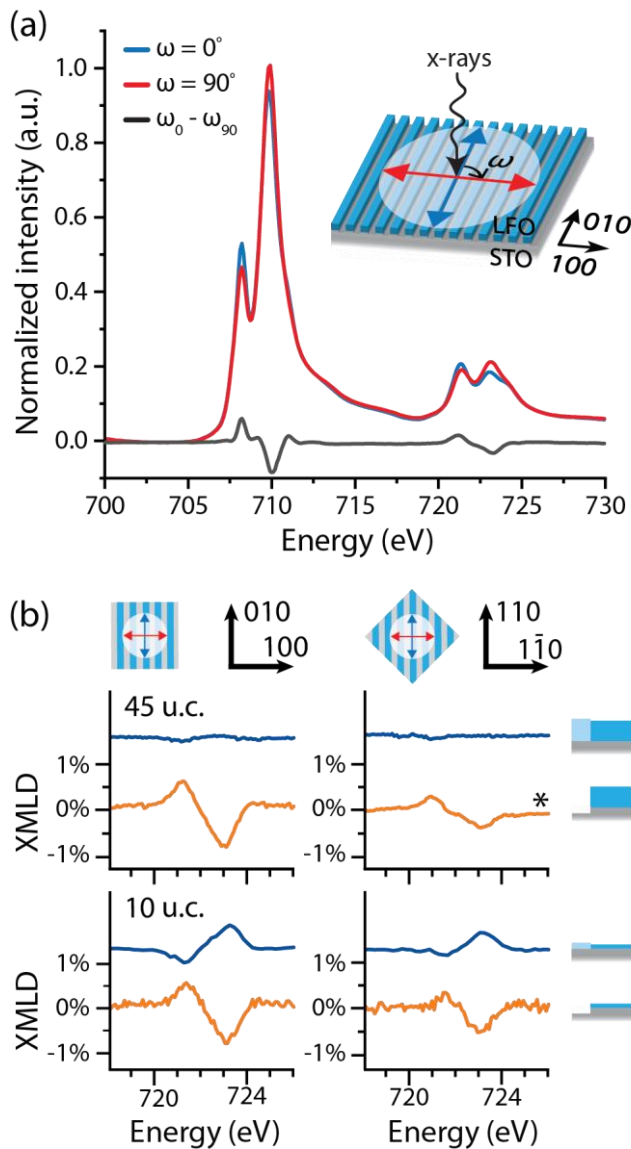 (a)
ω = 0°
ω = 90°
ω₀ - ω₉₀
x-rays
ω
LFO
STO
010
100
Normalized intensity (a.u.)
1.0
0.8
0.6
0.4
0.2
0.0
700 705 710 715 720 725 730
Energy (eV)
(b)
010
100
110
11̅0
45 u.c.
XMLD
1%
0%
-1%
*
10 u.c.
XMLD
1%
0%
-1%
720 724
720 724
Energy (eV) Energy (eV)